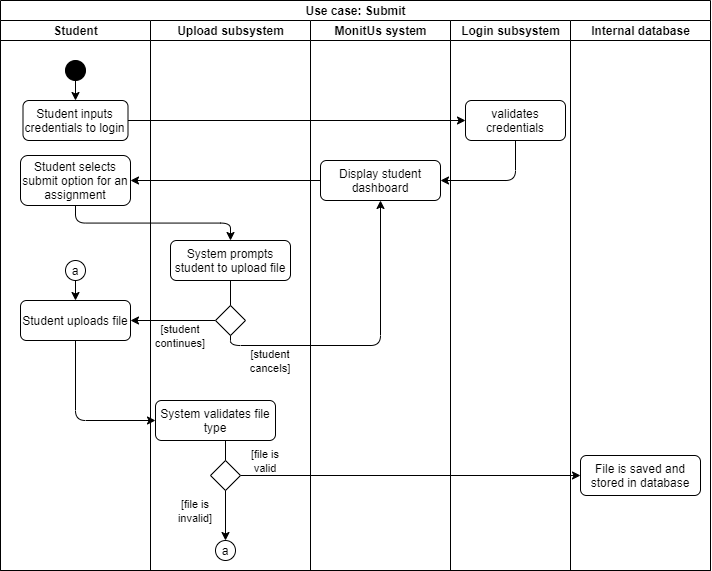 Use case: Submit
Student
Upload subsystem
MonitUs system
Login subsystem
Internal database
Student inputs
credentials to login
validates
credentials
Student selects
submit option for an
assignment
Display student
dashboard
System prompts
student to upload file
a
Student uploads file
[student
continues]
[student
cancels]
System validates file
type
[file is
valid
File is saved and
stored in database
[file is
invalid]
a